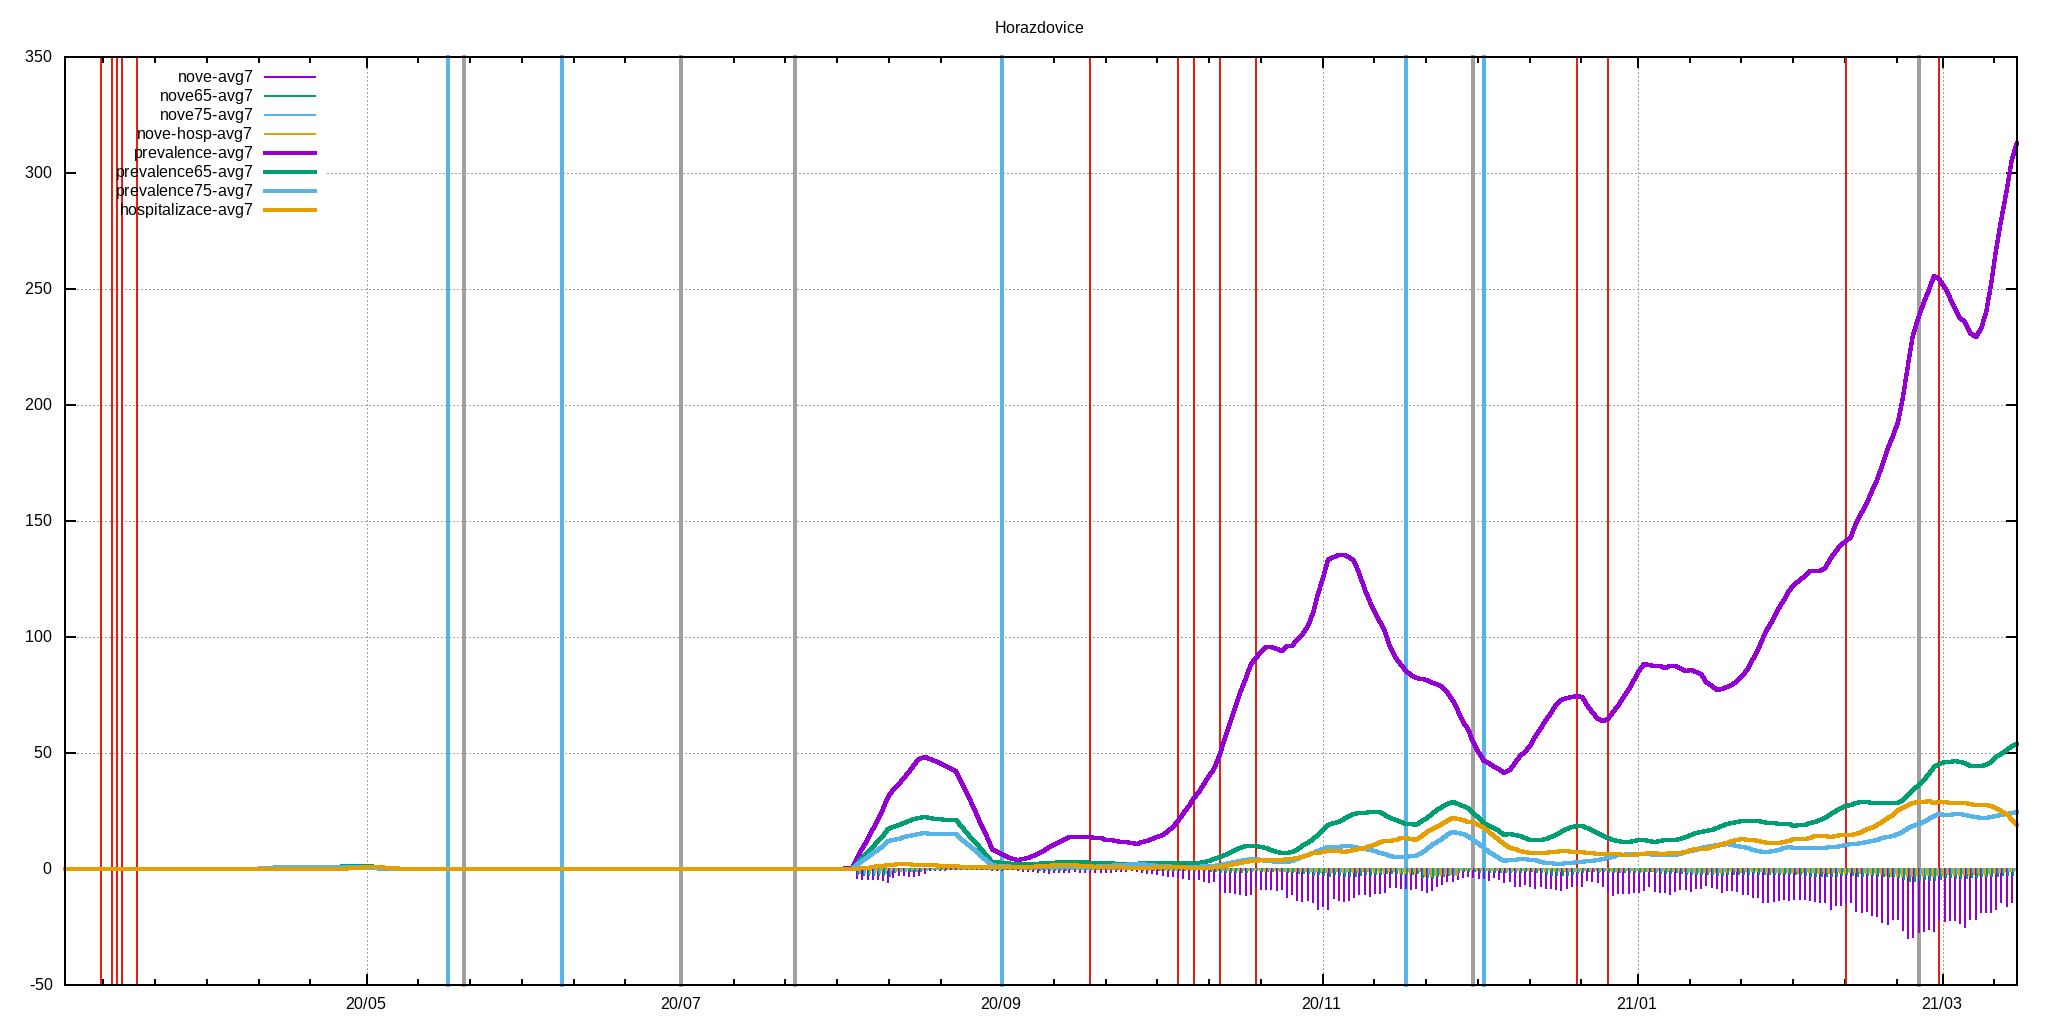 Horazdovice
350
300
250
200
150
100
50
0
-50
nove-avg7
nove65-avg7
nove75-avg7
nove-hosp-avg7
prevalence-avg7
prevalence65-avg7
prevalence75-avg7
hospitalizace-avg7
20/05 20/07 20/09 20/11 21/01 21/03